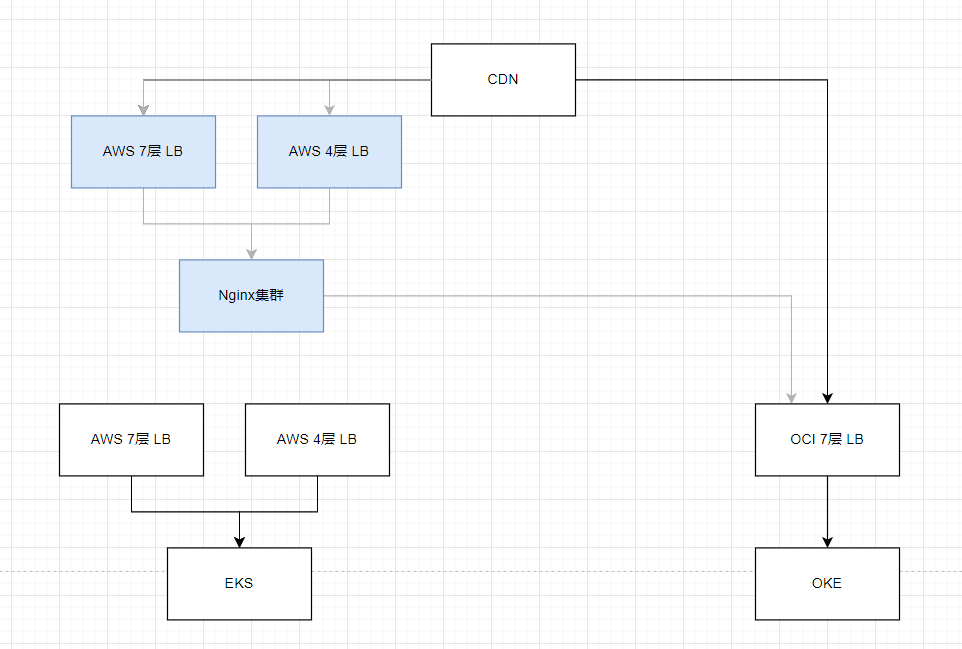 CDN
AWS 7层 LB
AWS 4层 LB
Nginx集群
AWS 7层 LB
AWS 4层 LB
OCI 7层 LB
EKS
OKE